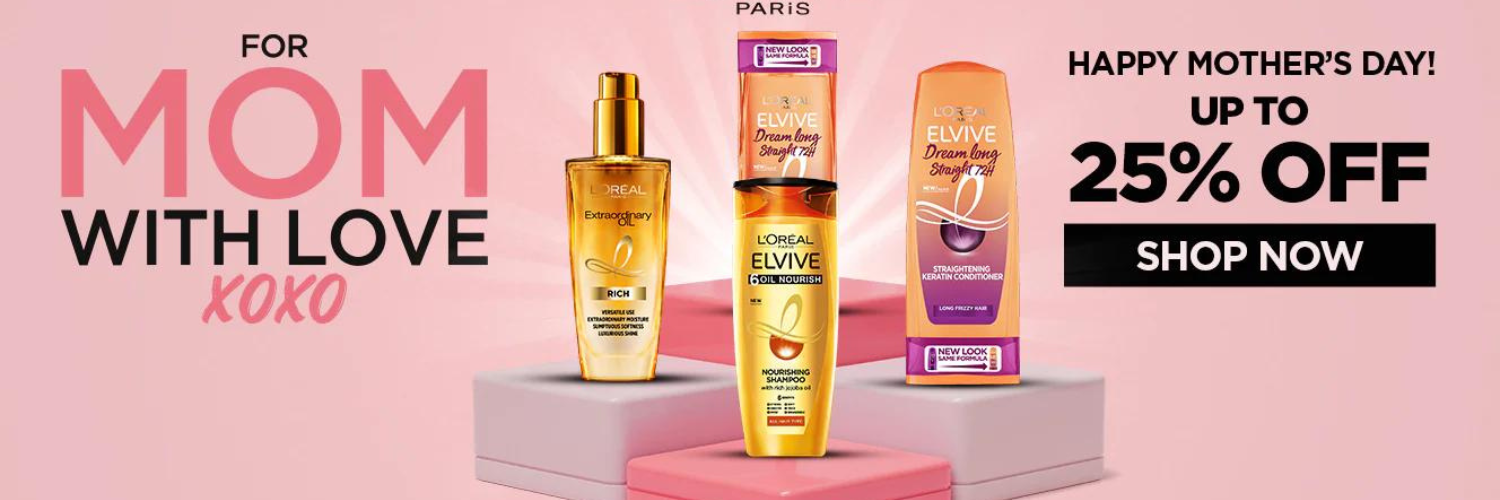 FOR
MOM
WITH LOVE
XOXO
PARIS
L'ORÉAL
Extraordinary
OIL
RICH
VERSATILE USE
EXTRAORDINARY MOISTURE
SUMPTUOUS SOFTNESS
LUXURIOUS SHINE
NEW LOOK
SAME FORMULA
L'ORÉAL
ELVIVE
Dream long
Straight 72H
L'ORÉAL
PARIS
ELVIVE
6 OIL NOURISH
NEW
NOURISHING
SHAMPOO
with rich jojoba oil
ALL HAIR TYPE
L'ORÉAL
ELVIVE
Dream long
Straight 72H
NEW!
STRAIGHTENING
KERATIN CONDITIONER
LONG FRIZZY HAIR
NEW LOOK
SAME FORMULA
HAPPY MOTHER'S DAY!
UP TO
25% OFF
SHOP NOW